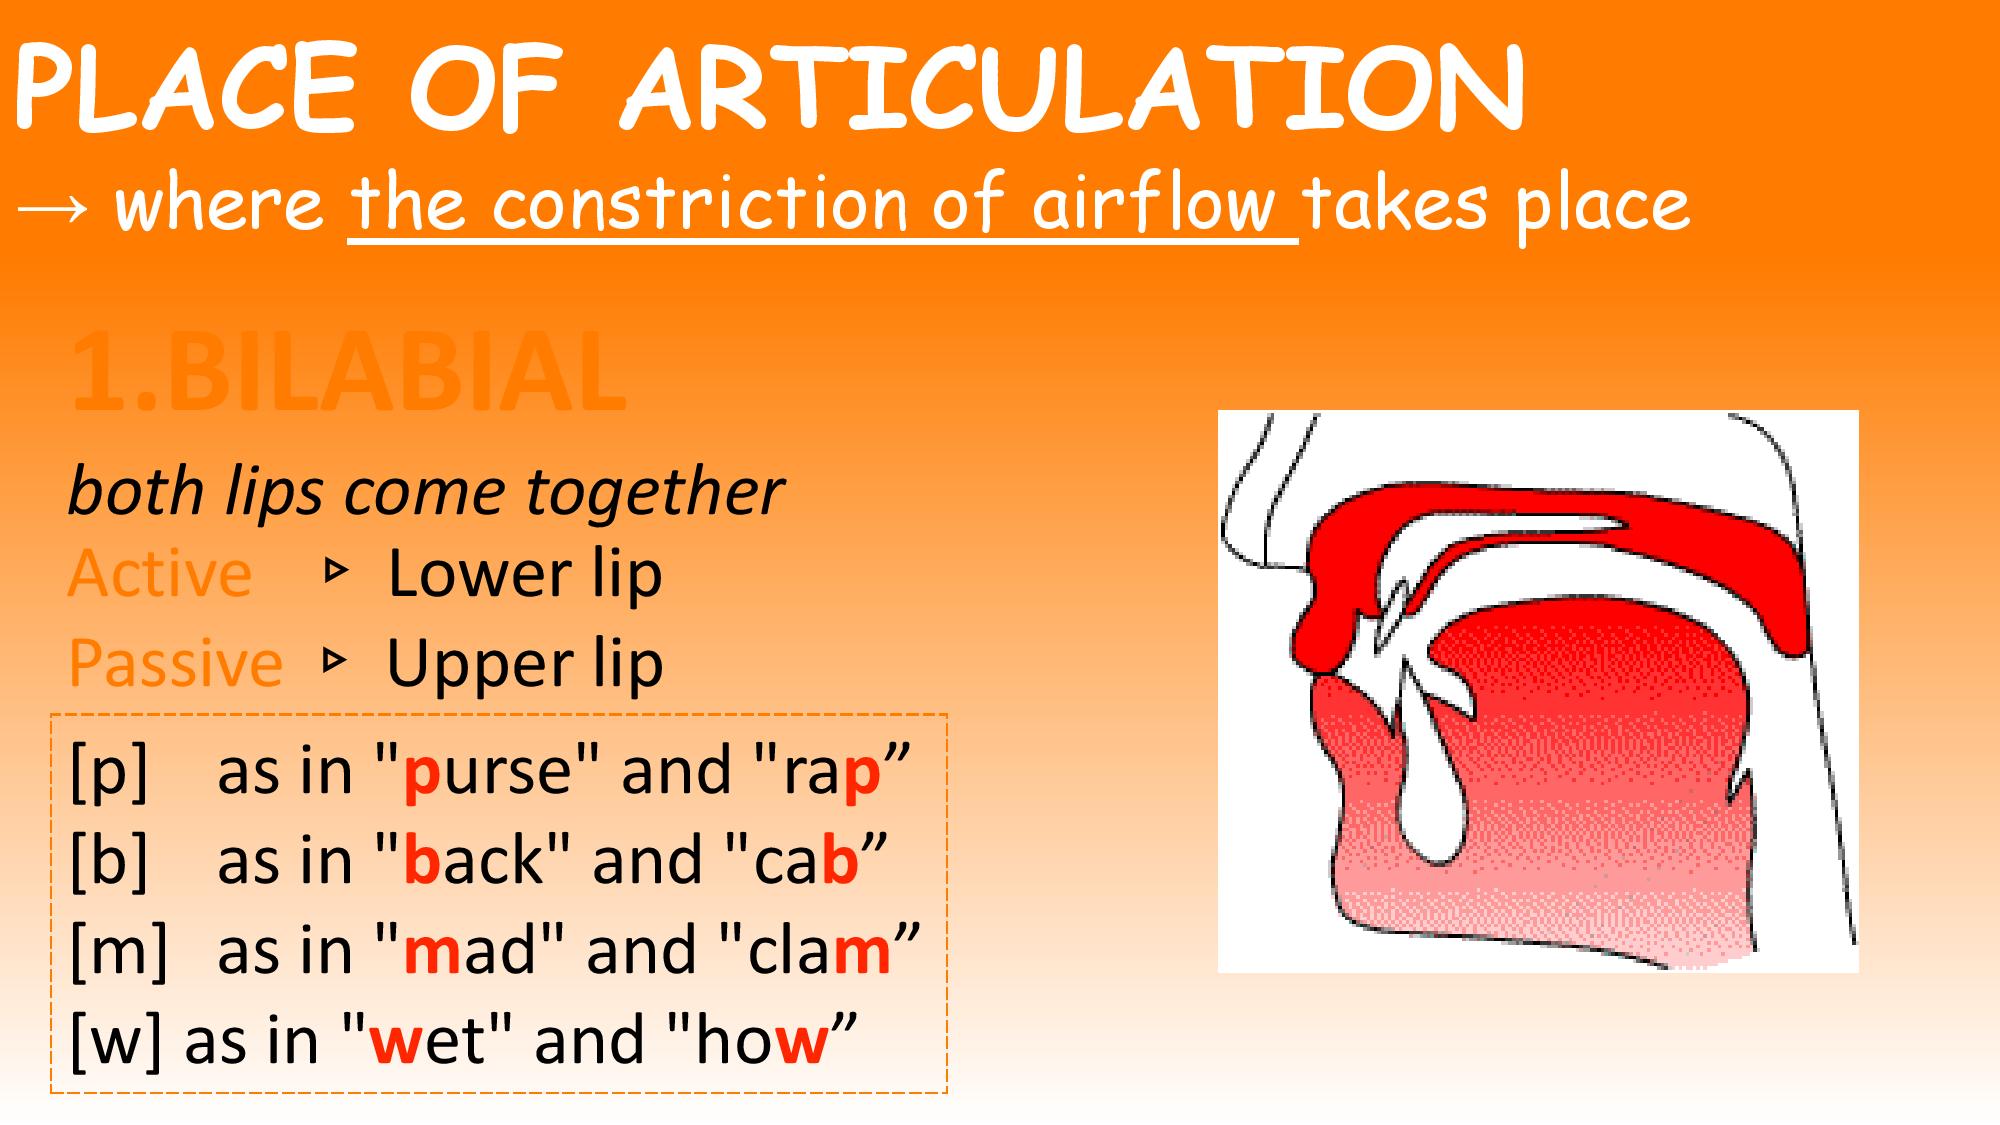 PLACE OF ARTICULATION
→ where the constriction of airflow takes place
1.BILABIAL
both lips come together
Active ▹ Lower lip
Passive ▹ Upper lip
[p] as in "purse" and "rap”
[b] as in "back" and "cab”
[m] as in "mad" and "clam”
[w] as in "wet" and "how”